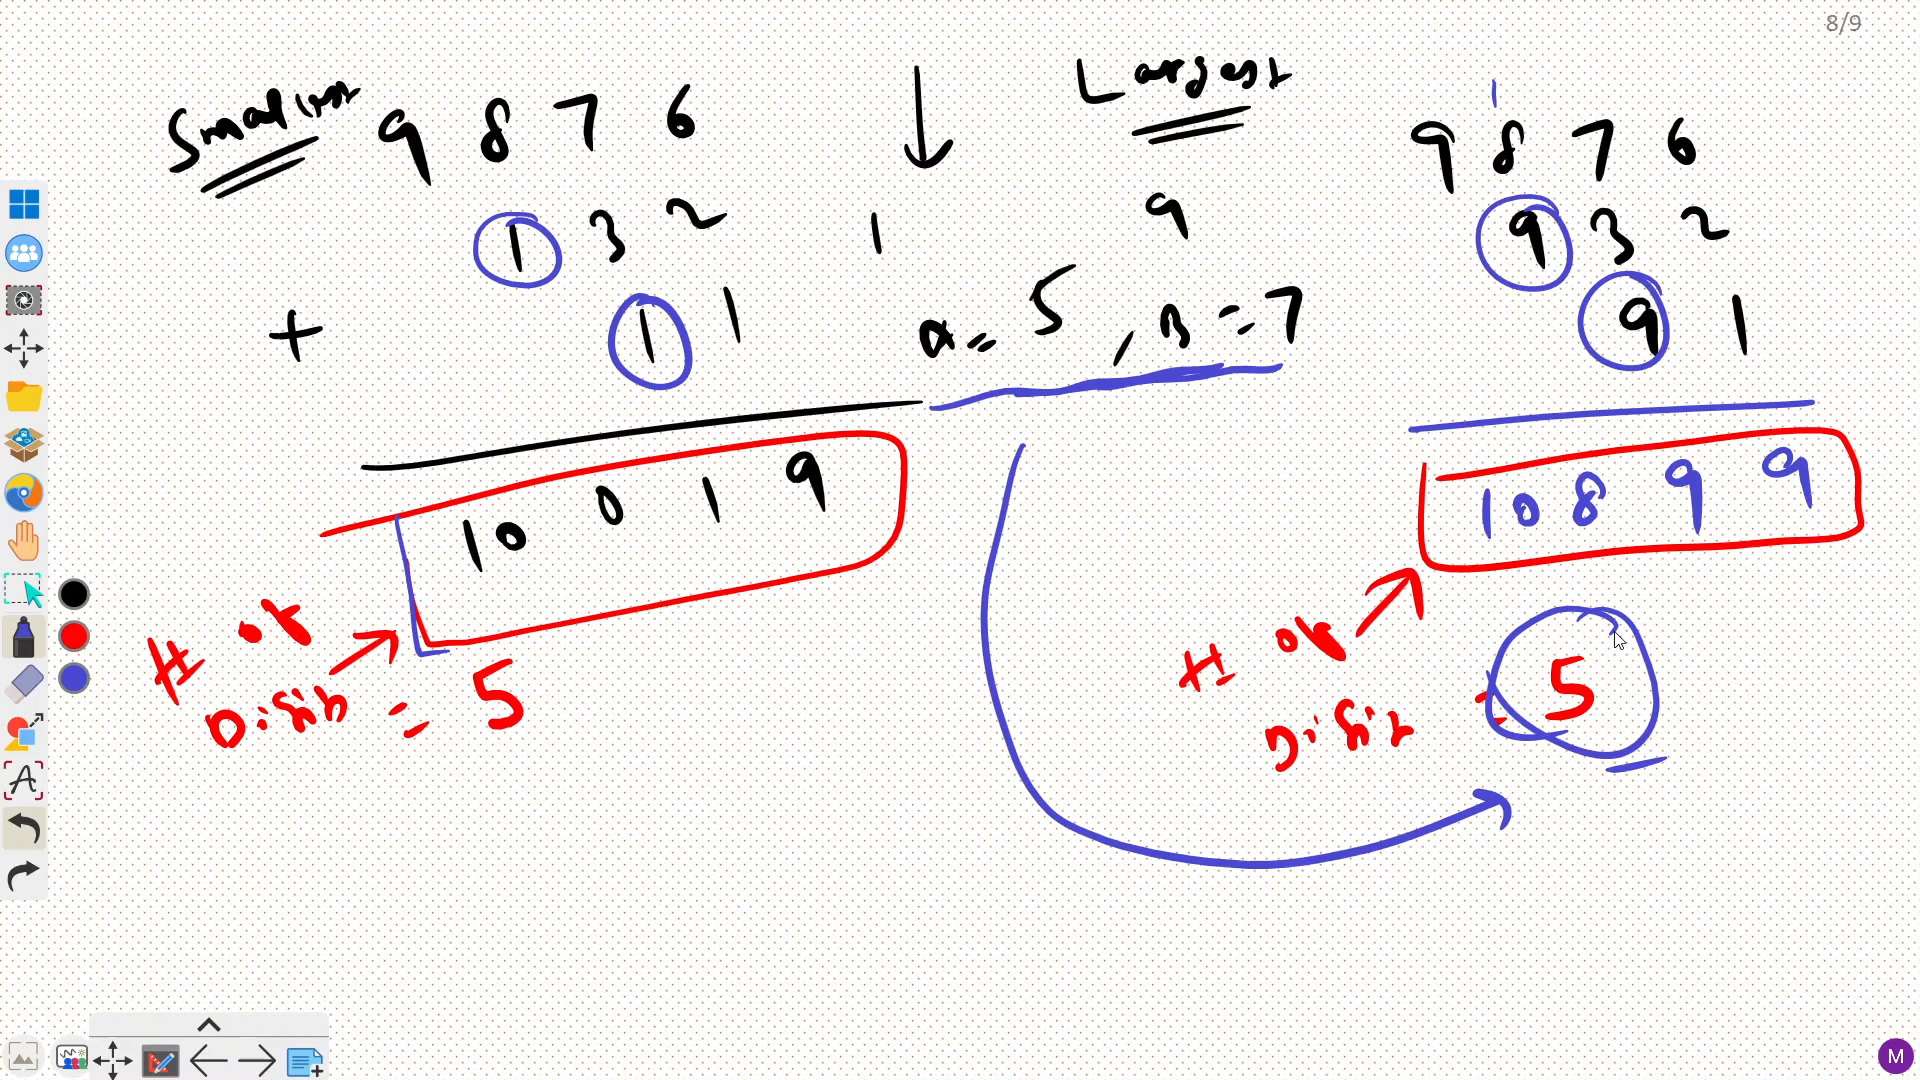 8/9
Smallest 9 8 7 6
1 3 2
+ 1 1
10 0 1 9
# of
Digit = 5
1 9
A = 5, B = 7
Largest 9 8 7 6
9 3 2
9 1
10 8 9 9
# of
Digit = 5
M